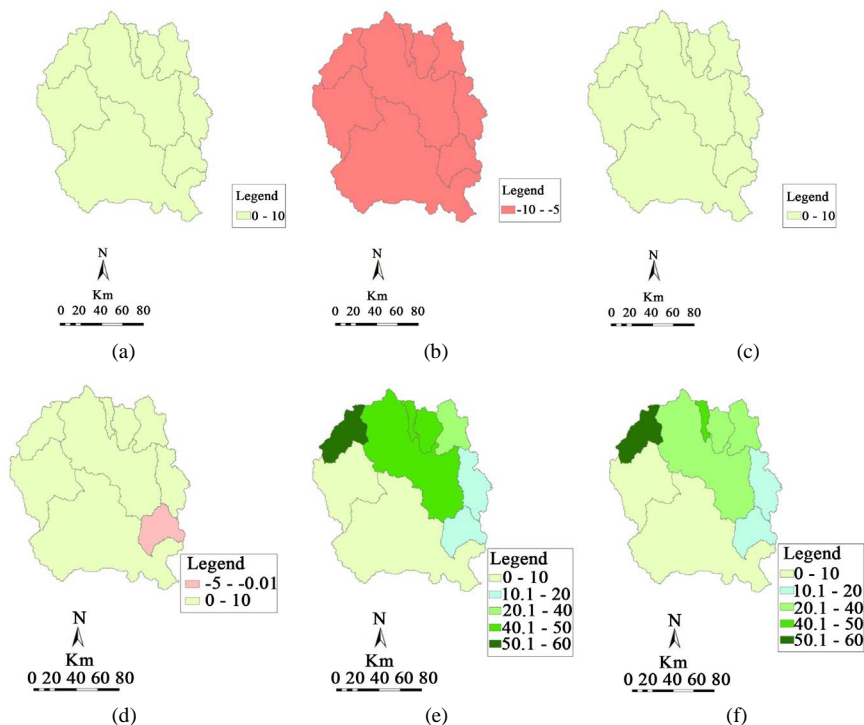 Legend
0 - 10
N
Km
0 20 40 60 80
(a)
Legend
-10 - -5
N
Km
0 20 40 60 80
(b)
Legend
0 - 10
N
Km
0 20 40 60 80
(c)
Legend
-5 - -0.01
0 - 10
N
Km
0 20 40 60 80
(d)
Legend
0 - 10
10.1 - 20
20.1 - 40
40.1 - 50
50.1 - 60
N
Km
0 20 40 60 80
(e)
Legend
0 - 10
10.1 - 20
20.1 - 40
40.1 - 50
50.1 - 60
N
Km
0 20 40 60 80
(f)